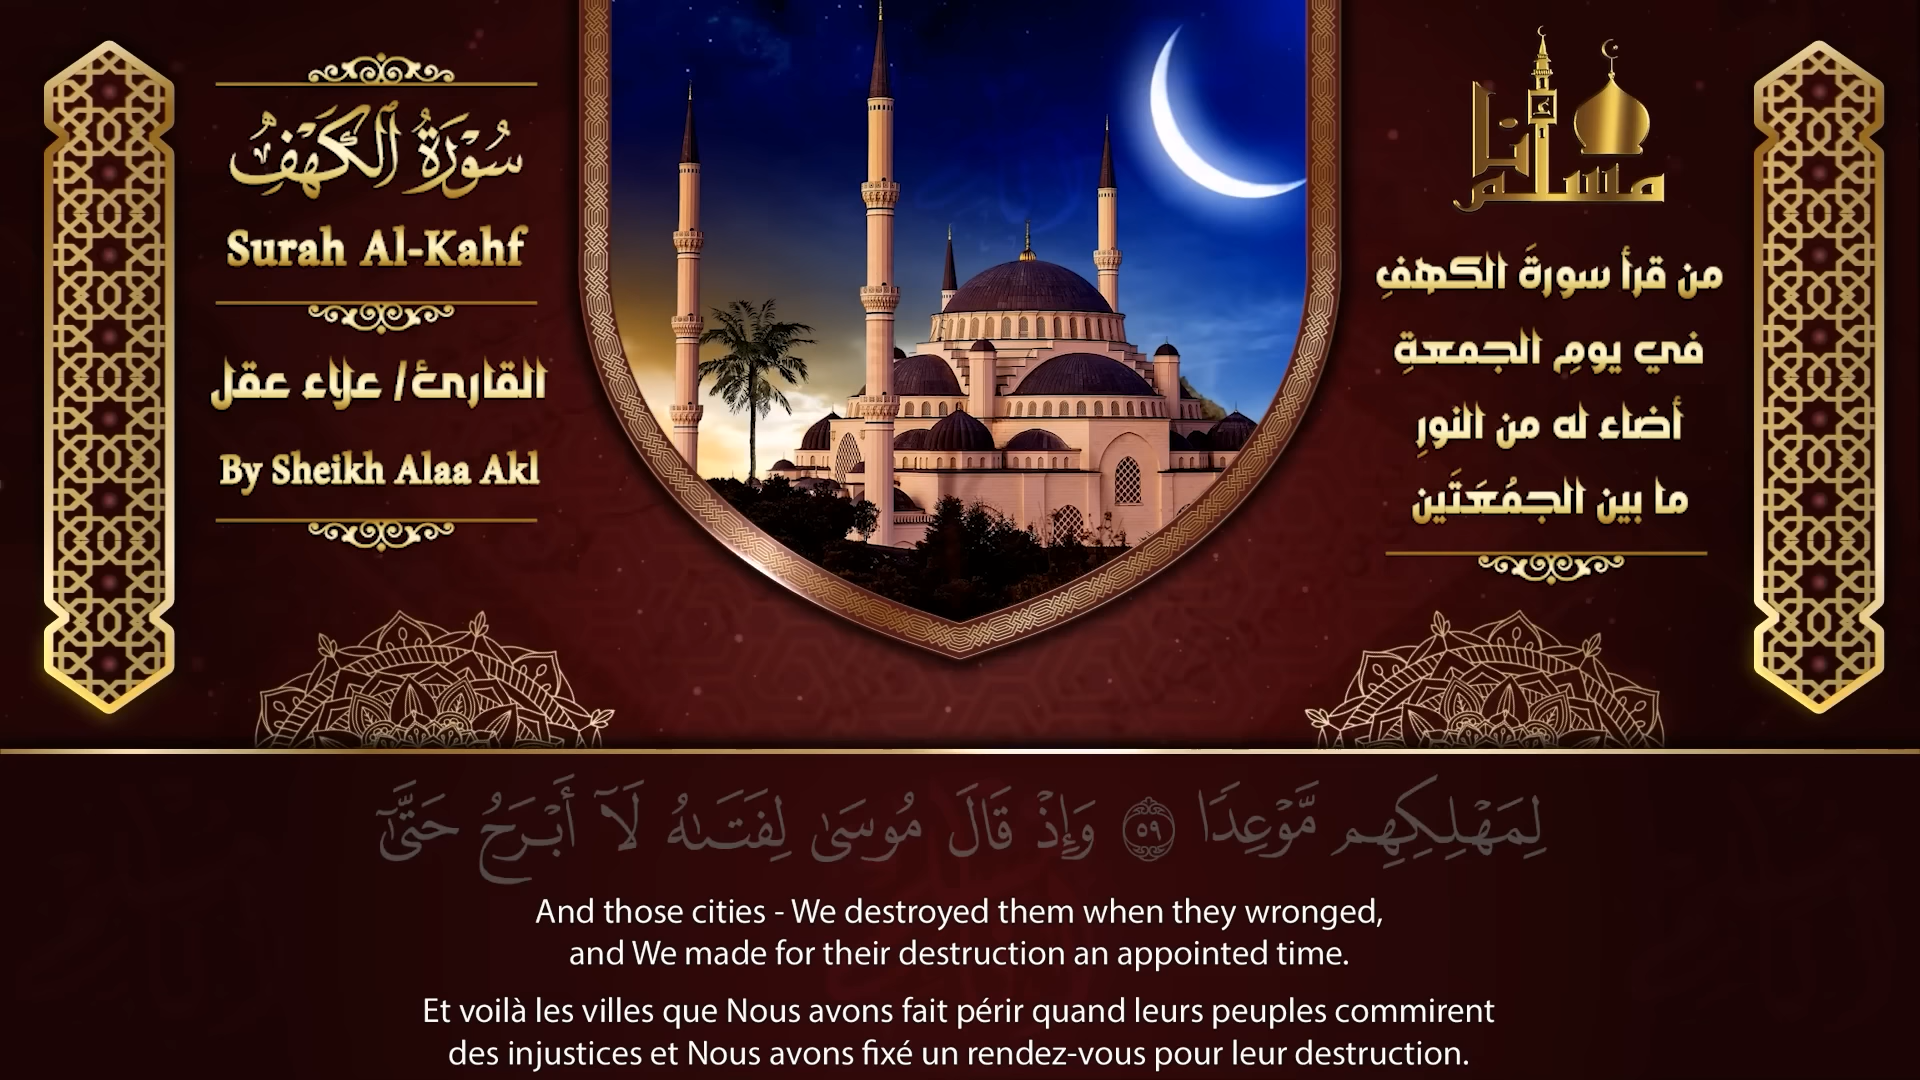 سُورَةُ الكَهْفِ
Surah Al-Kahf
القارئ/ علاء عقل
By Sheikh Alaa Akl
أنا
مسلم
من قرأ سورةَ الكهفِ
في يومِ الجمعةِ
أضاء له من النورِ
ما بين الجمُعَتَين
لِمَهْلِكِهِم مَّوْعِدًا ٥٩ وَإِذْ قَالَ مُوسَىٰ لِفَتَىٰهُ لَآ أَبْرَحُ حَتَّىٰٓ
And those cities - We destroyed them when they wronged,
and We made for their destruction an appointed time.
Et voilà les villes que Nous avons fait périr quand leurs peuples commirent
des injustices et Nous avons fixé un rendez-vous pour leur destruction.